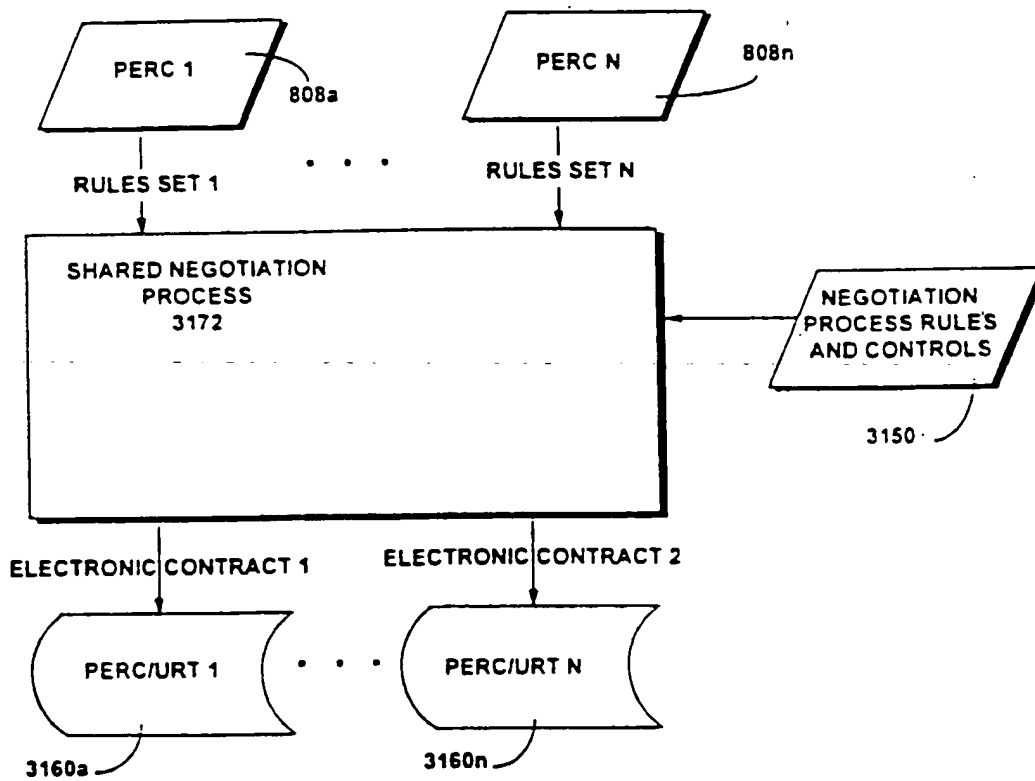 PERC 1
808a
PERC N
808n
RULES SET 1
RULES SET N
SHARED NEGOTIATION
PROCESS
3172
NEGOTIATION
PROCESS RULES
AND CONTROLS
3150
ELECTRONIC CONTRACT 1
ELECTRONIC CONTRACT 2
PERC/URT 1
PERC/URT N
3160a
3160n